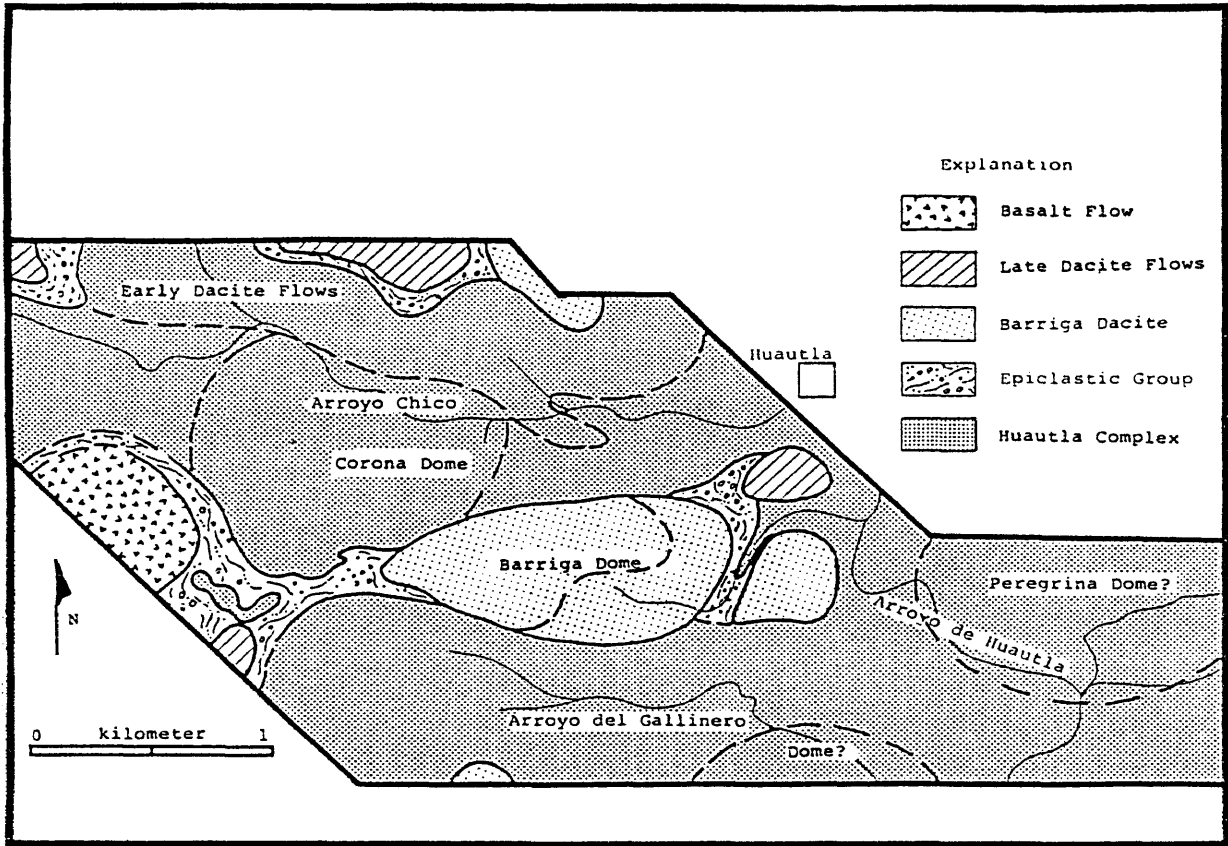 Explanation
Basalt Flow
Late Dacite Flows
Barriga Dacite
Epiclastic Group
Huautla Complex
Early Dacite Flows
Huautla
Arroyo Chico
Corona Dome
Barriga Dome
Peregrina Dome?
Arroyo de Huautla
N
Arroyo del Gallinero
Dome?
0 kilometer 1